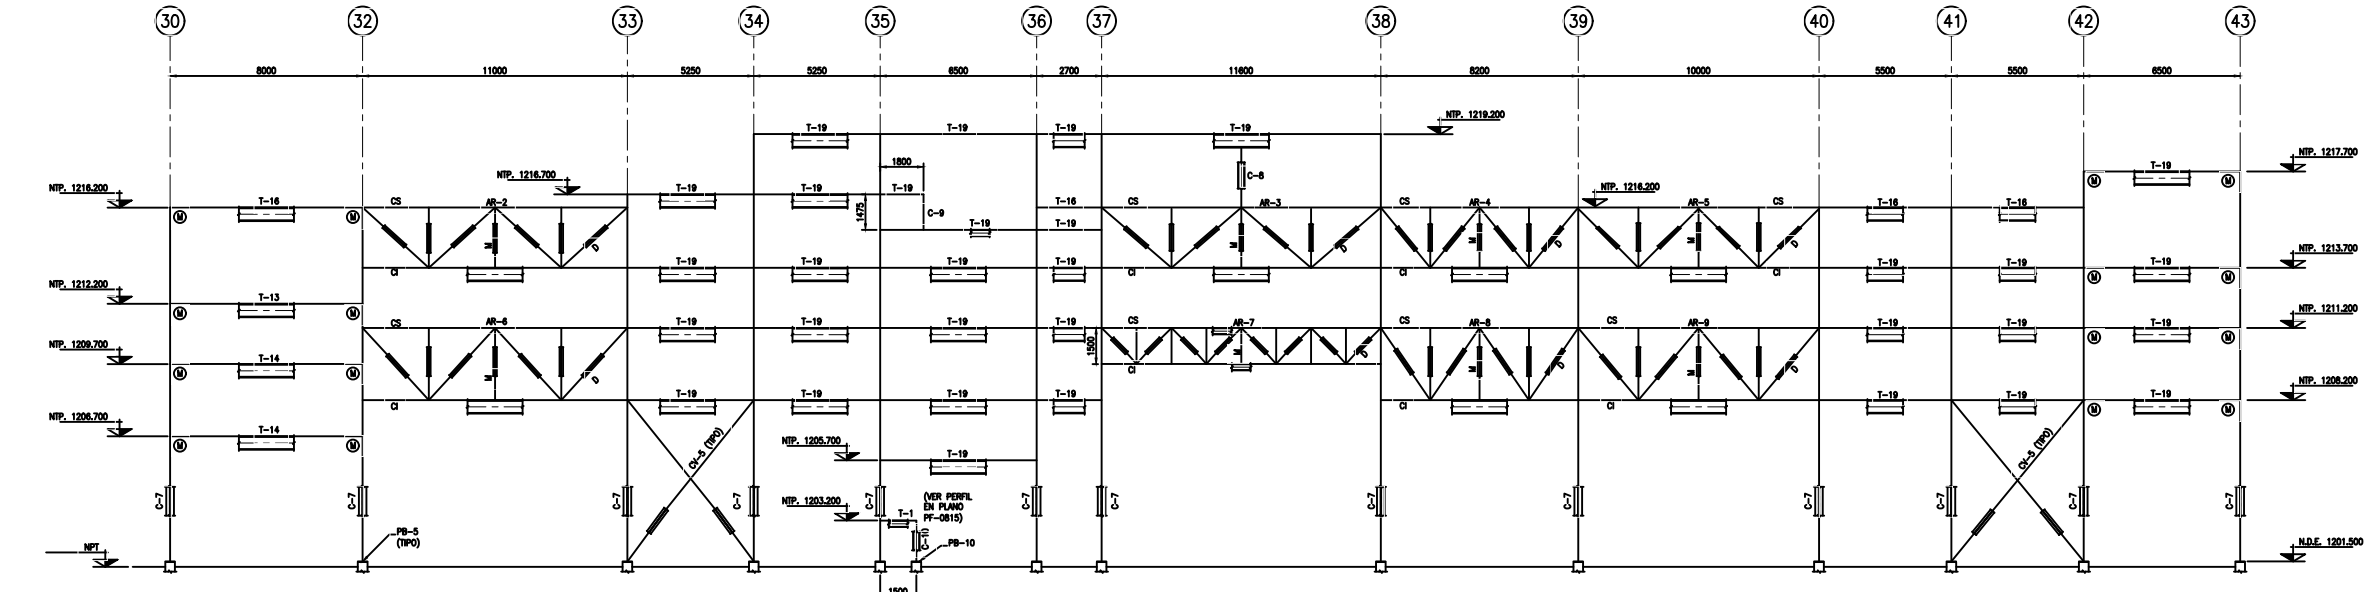 30 32 33 34 35 36 37 38 39 40 41 42 43
8000 11000 5250 5250 6500 2700 11600 8200 10000 5500 5500 6500
T-19 T-19 T-19 T-19 NTP. 1219.200
1800
NTP. 1217.700
T-19
M M
NTP. 1216.700
T-19 T-19 T-19
C-8
NTP. 1216.200
T-16
M M
CS AR-2
1475
C-9
T-19
T-16
T-19
CS AR-3
CS AR-4
NTP. 1216.200
AR-5 CS
T-16 T-16
M D
M D
M D
M D
NTP. 1213.700
CI
T-19 T-19 T-19 T-19
CI
CI
CI
T-19 T-19 T-19
M M
NTP. 1212.200
T-13
M M
NTP. 1211.200
CS AR-6
T-19 T-19 T-19 T-19
CS AR-7
CS AR-8
CS AR-9
T-19 T-19 T-19
M M
1500
M D
M D
M D
M D
CI
NTP. 1209.700
T-14
M M
NTP. 1208.200
CI
T-19 T-19 T-19 T-19
CI
CI
T-19 T-19 T-19
M M
NTP. 1206.700
T-14
M M
CV-5 (TIPO)
NTP. 1205.700
T-19
CV-5 (TIPO)
C-7 C-7 C-7 C-7 C-7 C-7 C-7 C-7 C-7 C-7 C-7 C-7 C-7
NTP. 1203.200
T-1
(VER PERFIL
EN PLANO
PF-0815)
C-10
PB-10
PB-5
(TIPO)
NPT
N.D.E. 1201.500
1500